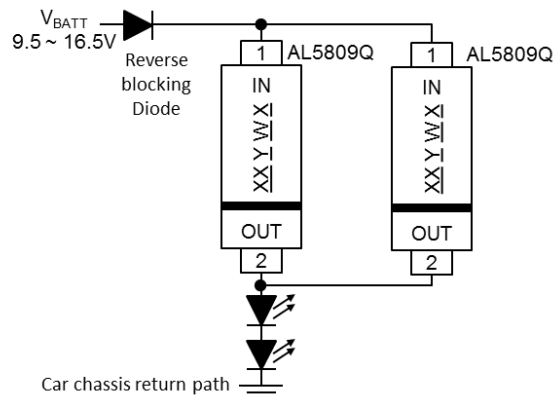 VBATT
9.5 ~ 16.5V
Reverse
blocking
Diode
1
AL5809Q
IN
XX Y W X
OUT
2
1
AL5809Q
IN
XX Y W X
OUT
2
Car chassis return path